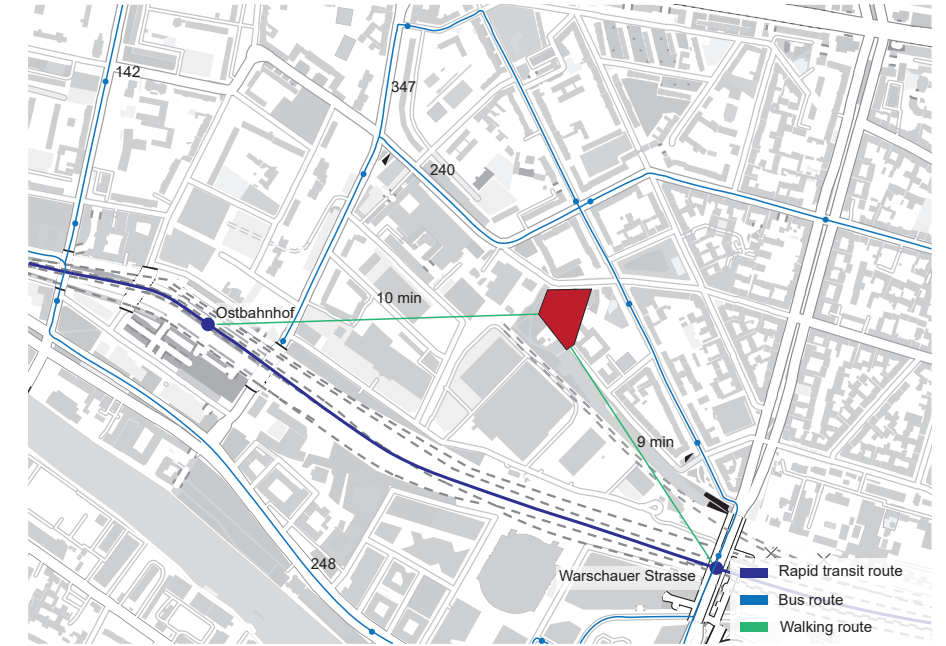 142
347
240
10 min
Ostbahnhof
9 min
248
Warschauer Strasse
Rapid transit route
Bus route
Walking route